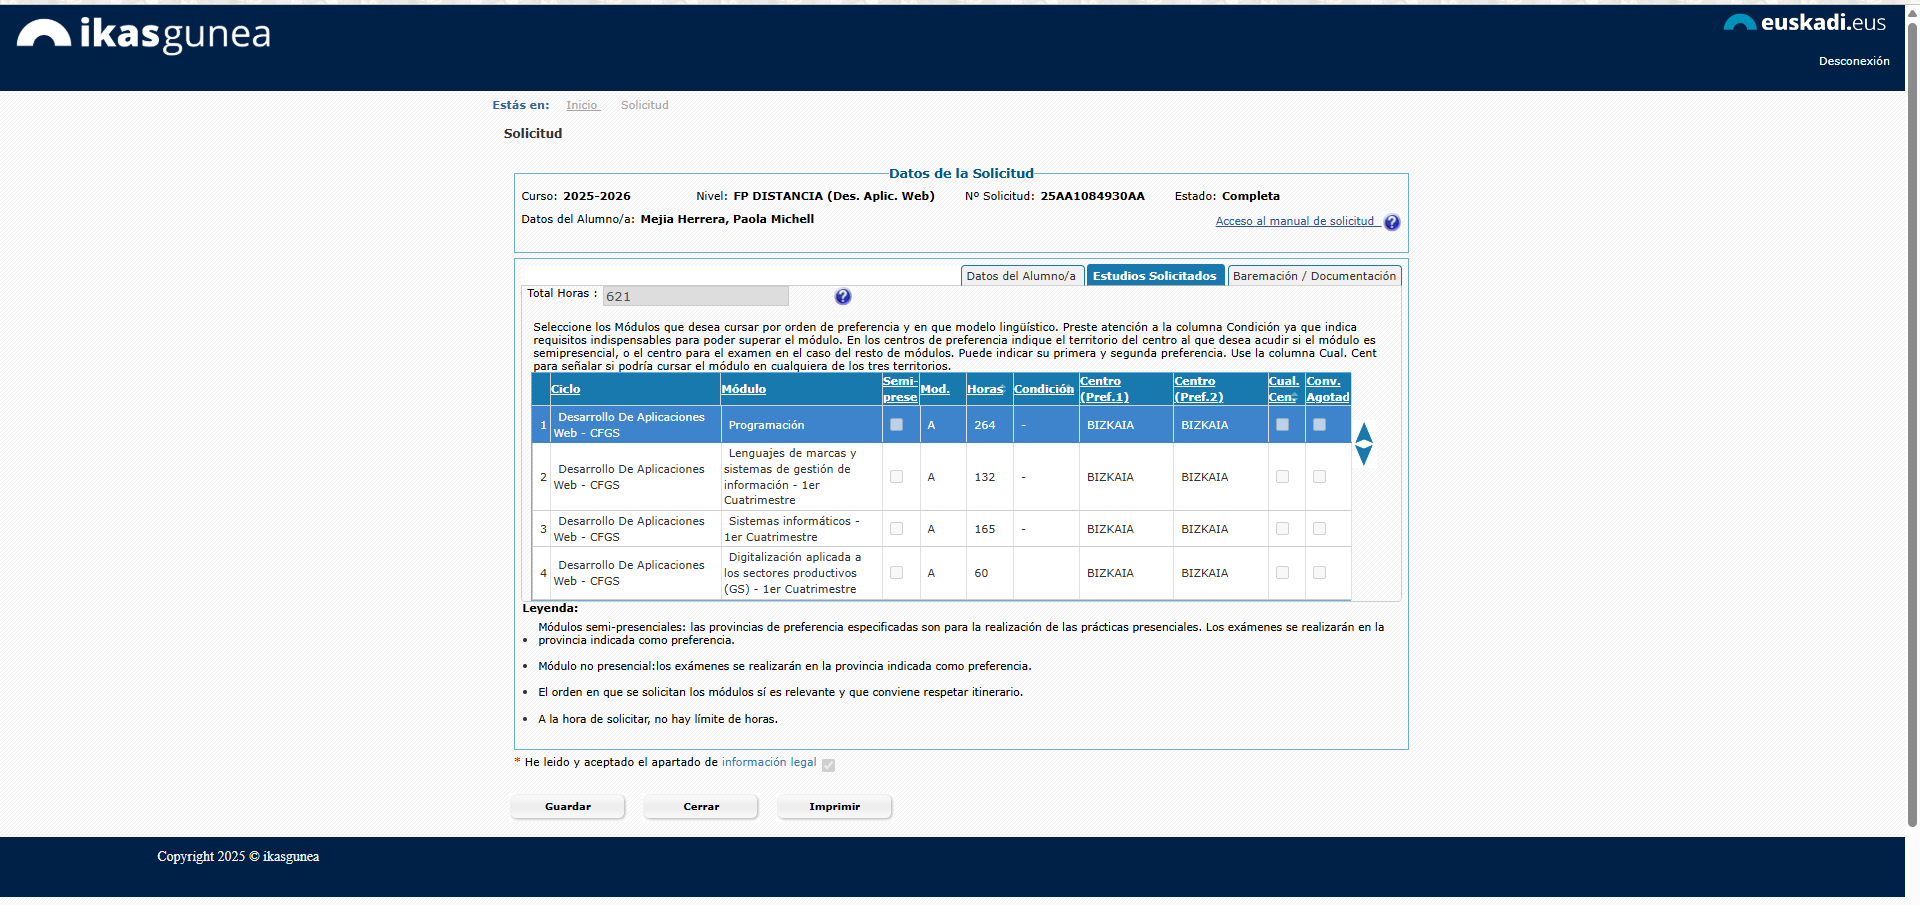 ikasgunea
euskadi.eus
Desconexión
Estás en: Inicio Solicitud
Solicitud
Datos de la Solicitud
Curso: 2025-2026 Nivel: FP DISTANCIA (Des. Aplic. Web) Nº Solicitud: 25AA1084930AA Estado: Completa
Datos del Alumno/a: Mejia Herrera, Paola Michell
Acceso al manual de solicitud ?
Datos del Alumno/a Estudios Solicitados Baremación / Documentación
Total Horas : 621 ?
Seleccione los Módulos que desea cursar por orden de preferencia y en que modelo lingüístico. Preste atención a la columna Condición ya que indica
requisitos indispensables para poder superar el módulo. En los centros de preferencia indique el territorio del centro al que desea acudir si el módulo es
semipresencial, o el centro para el examen en el caso del resto de módulos. Puede indicar su primera y segunda preferencia. Use la columna Cual. Cent
para señalar si podría cursar el módulo en cualquiera de los tres territorios.
Ciclo Módulo Semi-prese Mod. Horas Condición Centro (Pref.1) Centro (Pref.2) Cual. Cen Conv. Agotad
1 Desarrollo De Aplicaciones Web - CFGS Programación A 264 - BIZKAIA BIZKAIA
2 Desarrollo De Aplicaciones Web - CFGS Lenguajes de marcas y sistemas de gestión de información - 1er Cuatrimestre A 132 - BIZKAIA BIZKAIA
3 Desarrollo De Aplicaciones Web - CFGS Sistemas informáticos - 1er Cuatrimestre A 165 - BIZKAIA BIZKAIA
4 Desarrollo De Aplicaciones Web - CFGS Digitalización aplicada a los sectores productivos (GS) - 1er Cuatrimestre A 60 BIZKAIA BIZKAIA
Leyenda:
Módulos semi-presenciales: las provincias de preferencia especificadas son para la realización de las prácticas presenciales. Los exámenes se realizarán en la
• provincia indicada como preferencia.
• Módulo no presencial:los exámenes se realizarán en la provincia indicada como preferencia.
• El orden en que se solicitan los módulos sí es relevante y que conviene respetar itinerario.
• A la hora de solicitar, no hay límite de horas.
* He leido y aceptado el apartado de información legal
Guardar Cerrar Imprimir
Copyright 2025 © ikasgunea